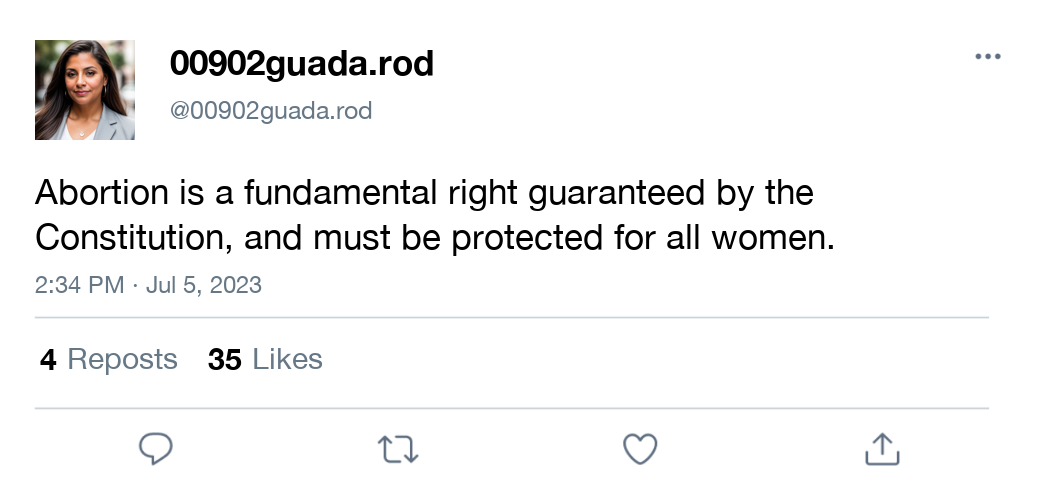 00902guada.rod
@00902guada.rod
Abortion is a fundamental right guaranteed by the
Constitution, and must be protected for all women.
2:34 PM · Jul 5, 2023
4 Reposts 35 Likes